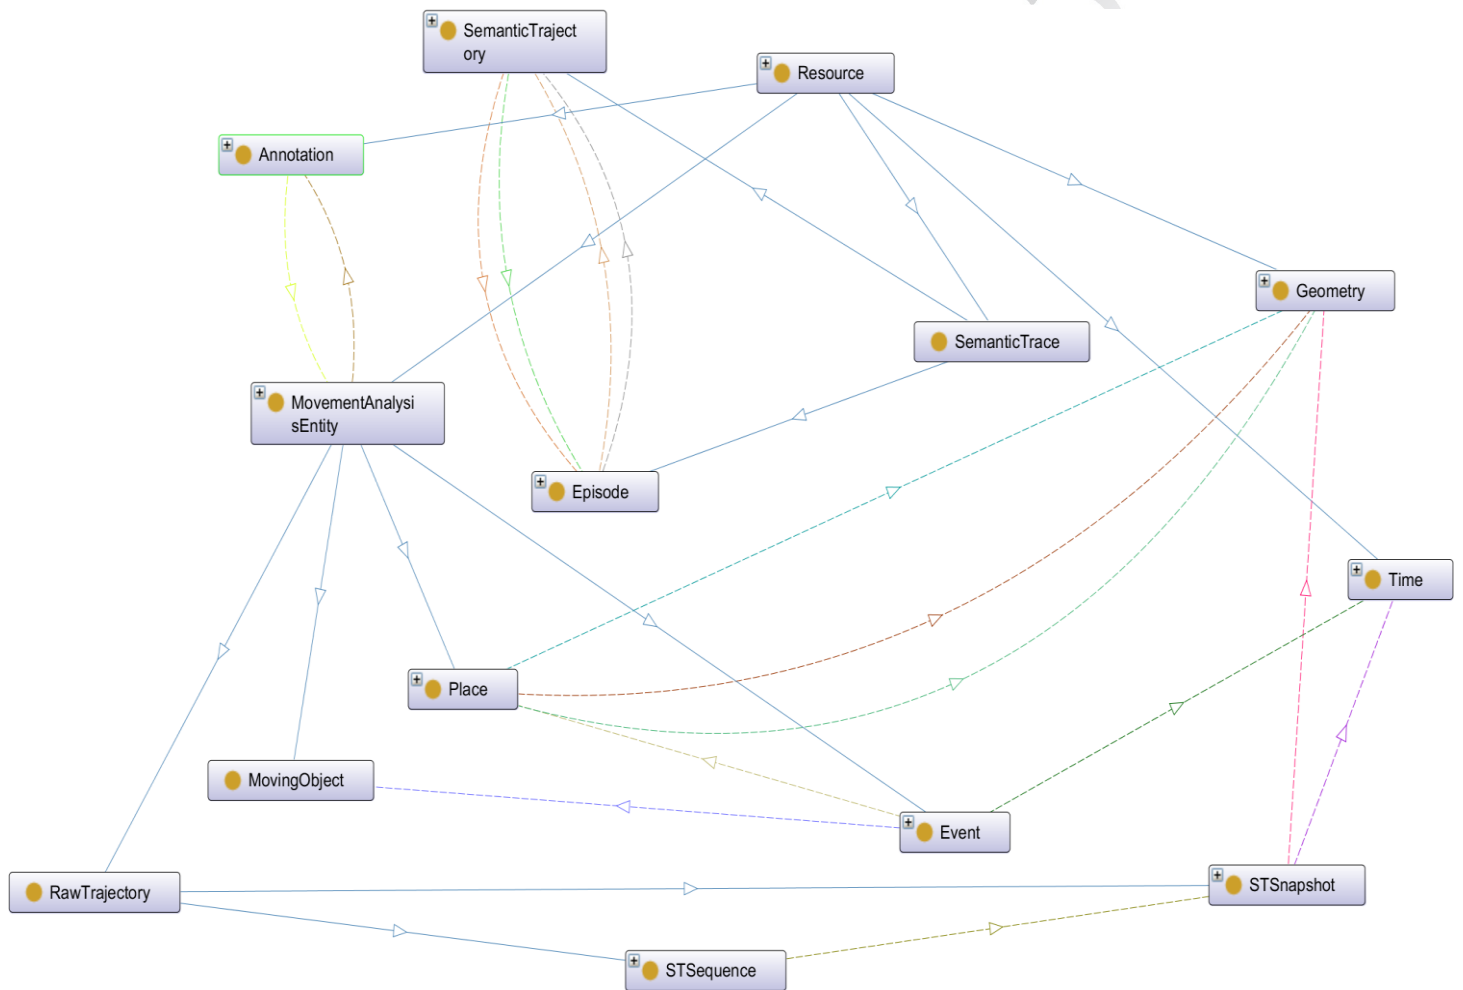 SemanticTraject
ory
Resource
Annotation
Geometry
SemanticTrace
MovementAnalysi
sEntity
Episode
Time
Place
MovingObject
Event
RawTrajectory
STSnapshot
STSequence